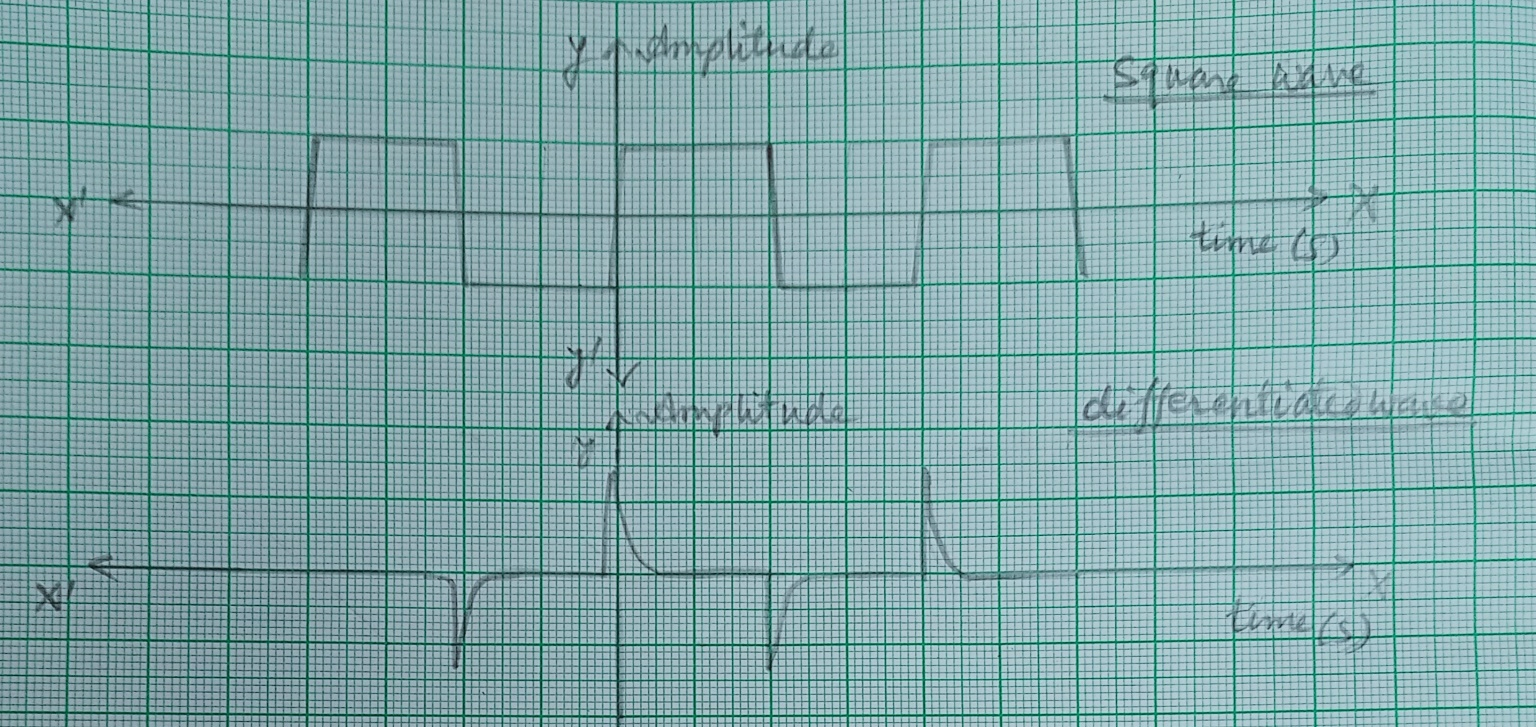 y Amplitude
Square wave
X' X
time (s)
y'
Amplitude
differentiated wave
y
X' X
time (s)